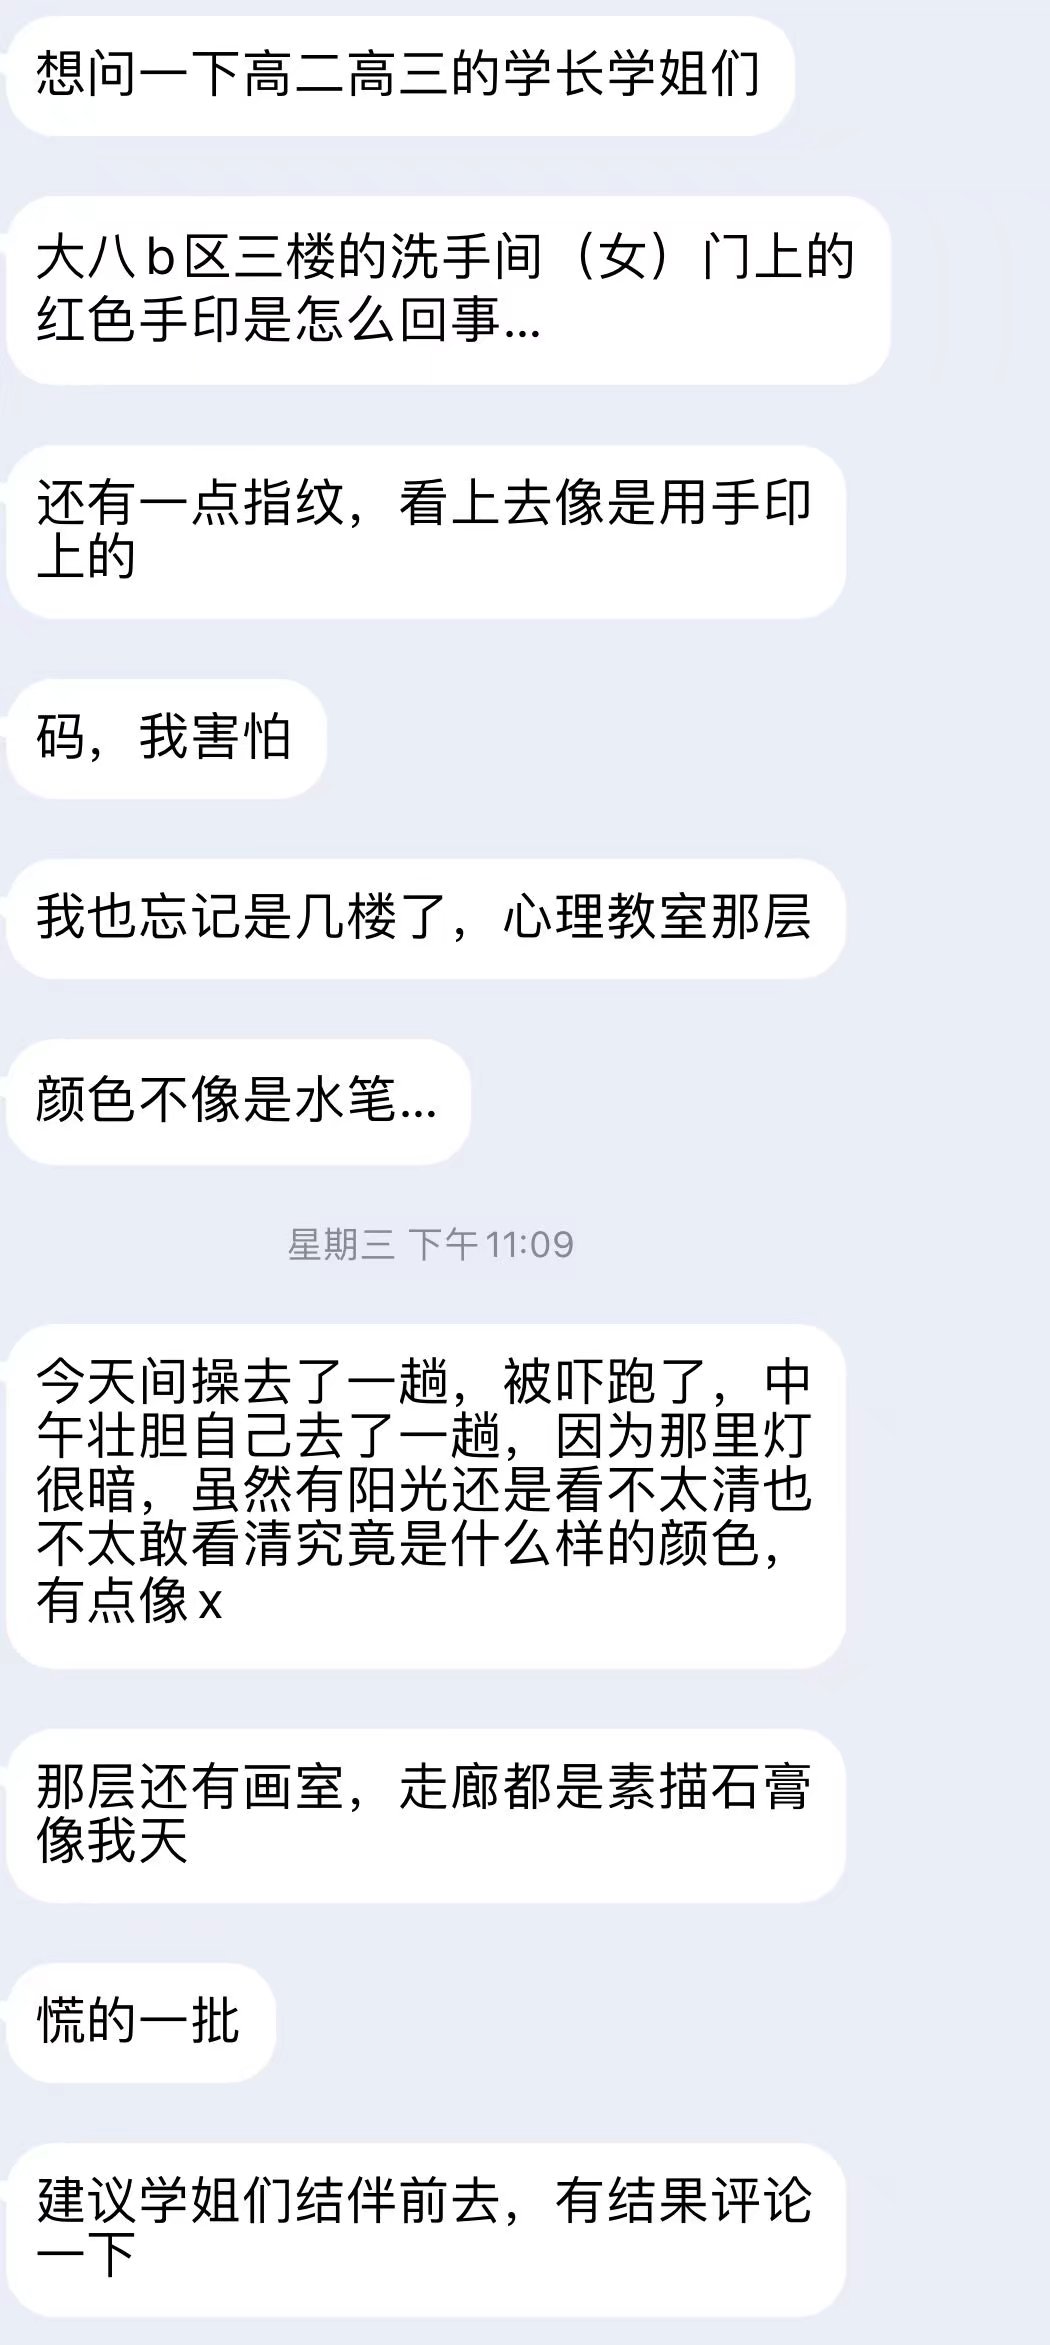 想问一下高二高三的学长学姐们
大八b区三楼的洗手间（女）门上的
红色手印是怎么回事...
还有一点指纹，看上去像是用手印
上的
码，我害怕
我也忘记是几楼了，心理教室那层
颜色不像是水笔...
星期三 下午11:09
今天间操去了一趟，被吓跑了，中
午壮胆自己去了一趟，因为那里灯
很暗，虽然有阳光还是看不太清也
不太敢看清究竟是什么样的颜色，
有点像x
那层还有画室，走廊都是素描石膏
像我天
慌的一批
建议学姐们结伴前去，有结果评论
一下